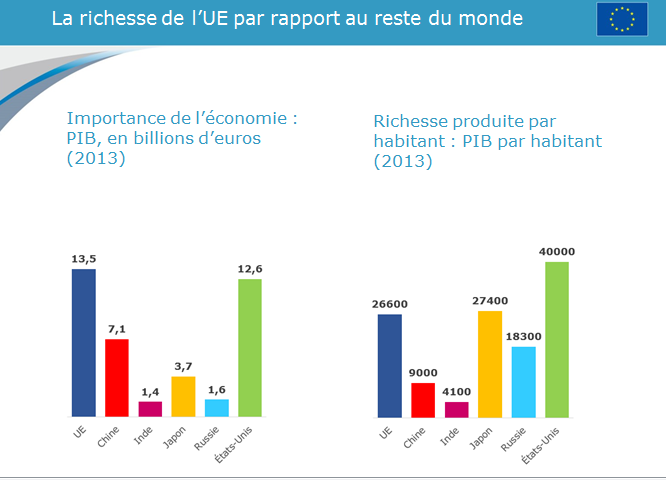 La richesse de l’UE par rapport au reste du monde
Importance de l’économie :
PIB, en billions d’euros
(2013)
13,5
7,1
1,4
3,7
1,6
12,6
UE
Chine
Inde
Japon
Russie
États-Unis
Richesse produite par
habitant : PIB par habitant
(2013)
26600
9000
4100
27400
18300
40000
UE
Chine
Inde
Japon
Russie
États-Unis